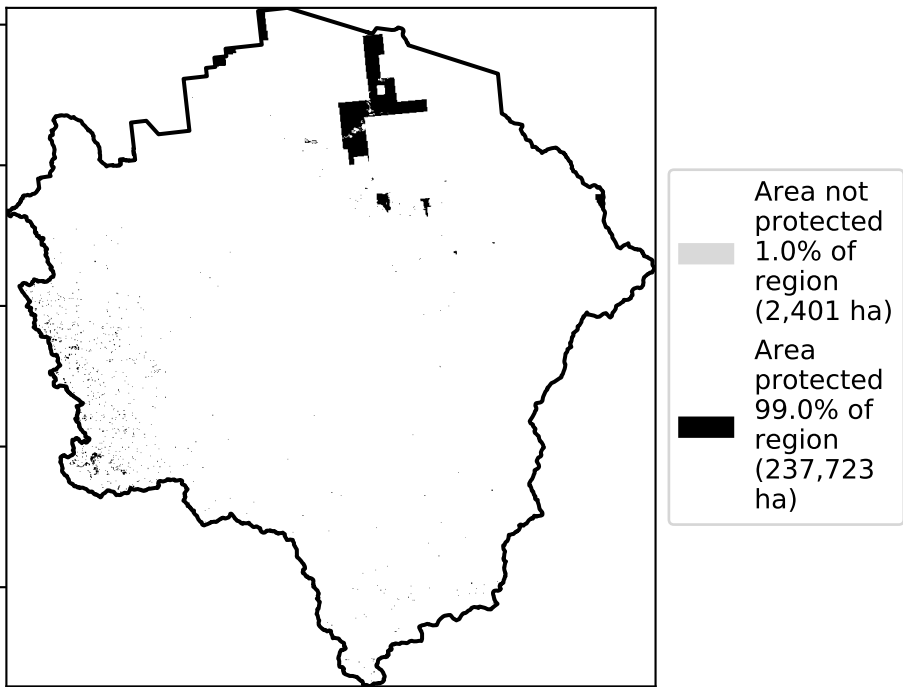 Area not
protected
1.0% of
region
(2,401 ha)
Area
protected
99.0% of
region
(237,723
ha)